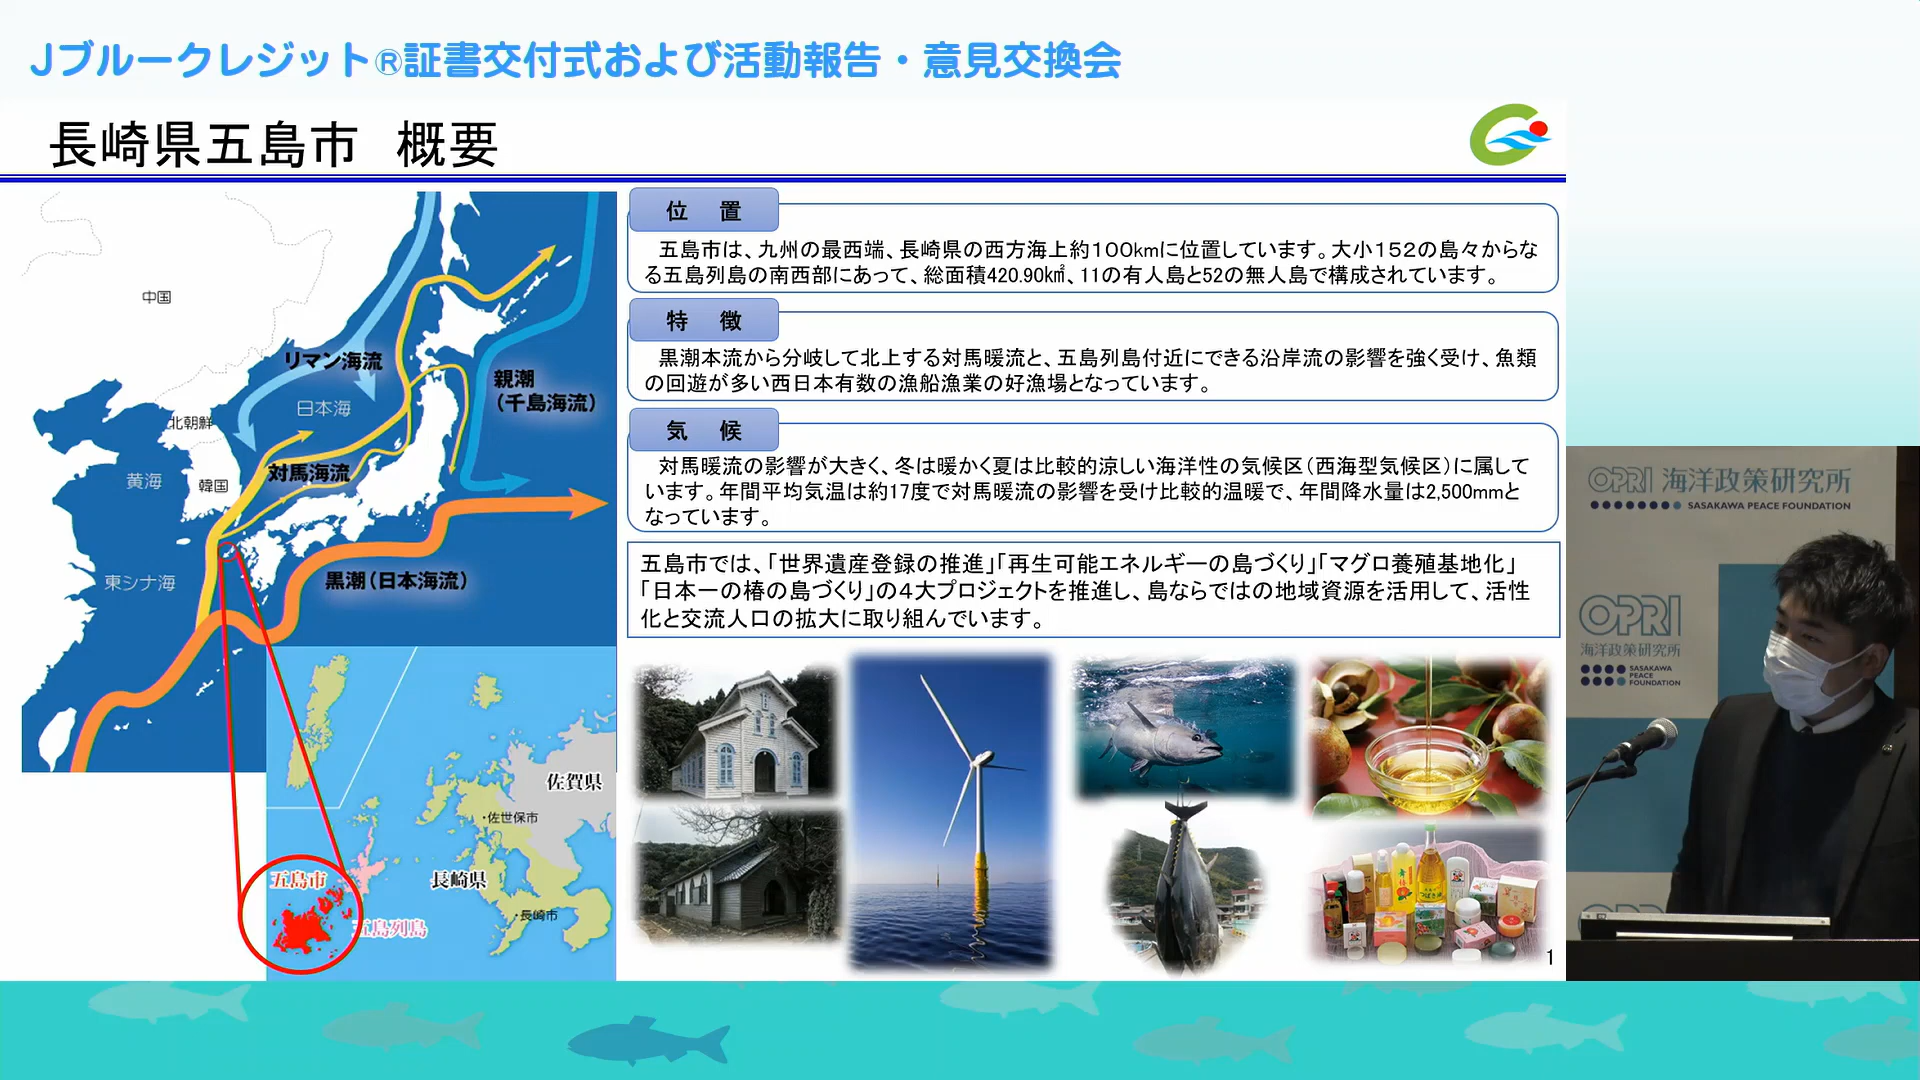 Jブルークレジット®証書交付式および活動報告・意見交換会
長崎県五島市　概要
位　置
五島市は、九州の最西端、長崎県の西方海上約100kmに位置しています。大小152の島々からな
る五島列島の南西部にあって、総面積420.90㎢、11の有人島と52の無人島で構成されています。
特　徴
黒潮本流から分岐して北上する対馬暖流と、五島列島付近にできる沿岸流の影響を強く受け、魚類
の回遊が多い西日本有数の漁船漁業の好漁場となっています。
気　候
対馬暖流の影響が大きく、冬は暖かく夏は比較的涼しい海洋性の気候区（西海型気候区）に属して
います。年間平均気温は約17度で対馬暖流の影響を受け比較的温暖で、年間降水量は2,500mmと
なっています。
五島市では、「世界遺産登録の推進」「再生可能エネルギーの島づくり」「マグロ養殖基地化」
「日本一の椿の島づくり」の4大プロジェクトを推進し、島ならではの地域資源を活用して、活性
化と交流人口の拡大に取り組んでいます。
中国
リマン海流
親潮
（千島海流）
日本海
北朝鮮
対馬海流
黄海
韓国
東シナ海
黒潮（日本海流）
佐賀県
・佐世保市
五島市
長崎県
・長崎市
五島列島
1
OPRI 海洋政策研究所
SASAKAWA PEACE FOUNDATION
OPRI
海洋政策研究所
SASAKAWA
PEACE
FOUNDATION